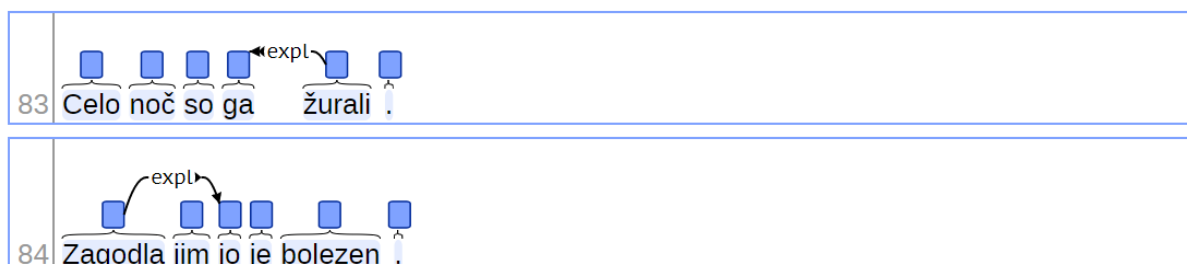 expl
83 Celo noč so ga žurali .
expl
84 Zagodla jim jo je bolezen .